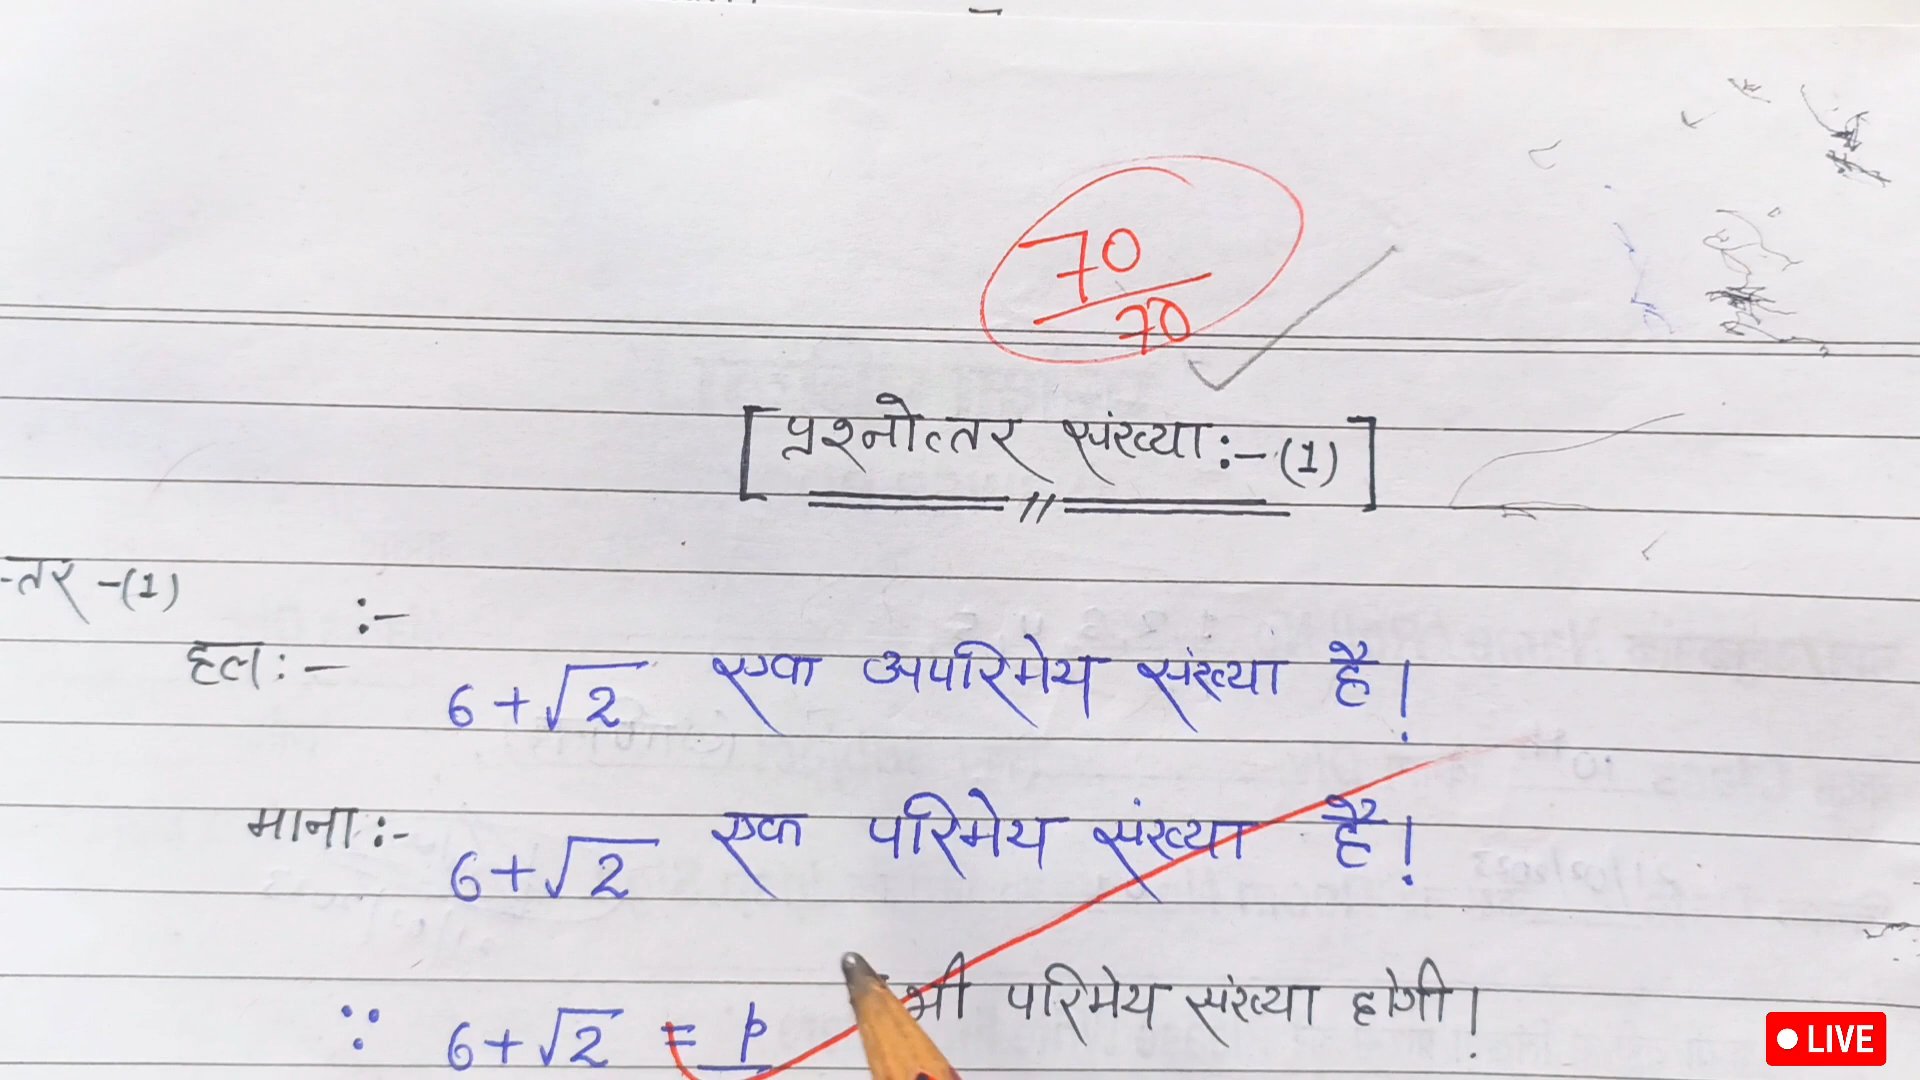 70
70
[प्रश्नोत्तर संख्या:-(1)]
-तर -(1) :-
हल:-
6+√2 एक अपरिमेय संख्या है!
माना:-
6+√2 एक परिमेय संख्या है!
∵ 6+√2 = p भी परिमेय संख्या होगी!
LIVE